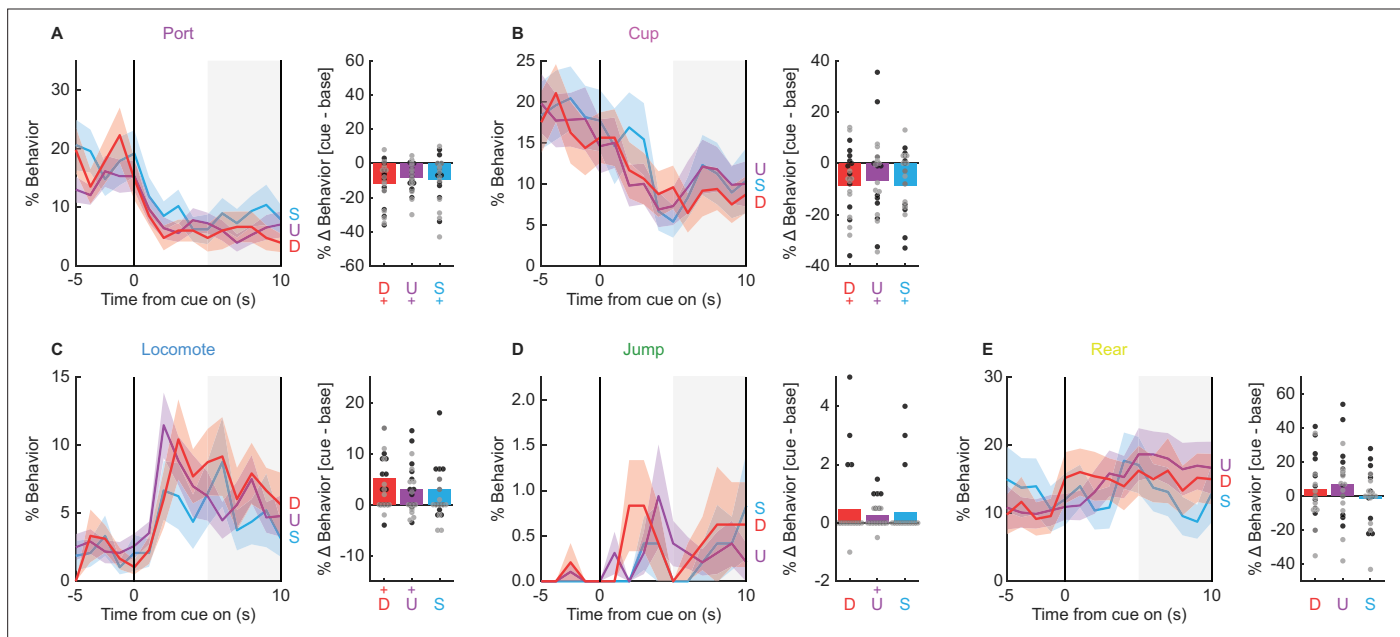 A Port
% Behavior
30
20
10
0
-5 0 10
Time from cue on (s)
S
U
D
% Δ Behavior [cue - base]
60
40
20
0
-20
-40
-60
D U S
+ + +
B Cup
% Behavior
25
20
15
10
5
0
-5 0 10
Time from cue on (s)
U
S
D
% Δ Behavior [cue - base]
40
20
0
-20
-40
D U S
+ + +
C Locomote
% Behavior
15
10
5
0
-5 0 10
Time from cue on (s)
D
U
S
% Δ Behavior [cue - base]
20
10
0
-10
+ +
D U S
D Jump
% Behavior
2.0
1.6
1.2
0.8
0.4
0.0
-5 0 10
Time from cue on (s)
S
D
U
% Δ Behavior [cue - base]
4
2
0
-2
+
D U S
E Rear
% Behavior
30
20
10
0
-5 0 10
Time from cue on (s)
U
D
S
% Δ Behavior [cue - base]
60
40
20
0
-20
-40
D U S